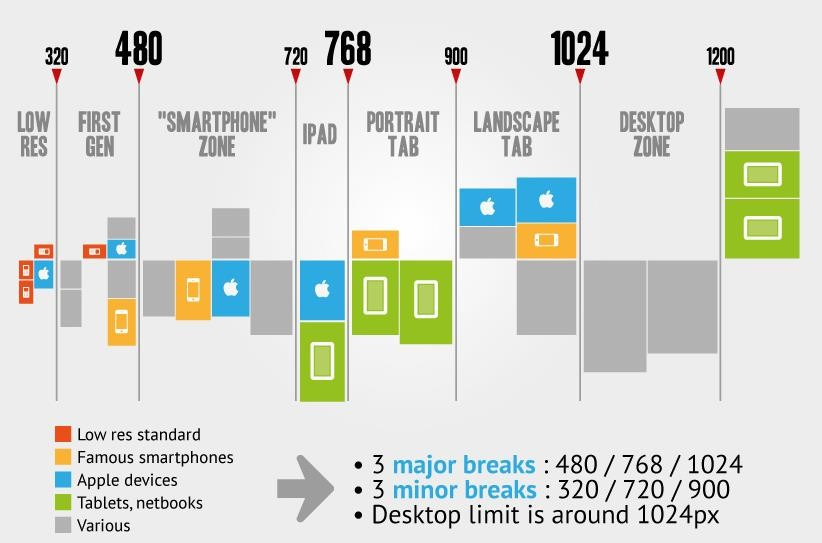 320
480
720
768
900
1024
1200
LOW
RES
FIRST
GEN
"SMARTPHONE"
ZONE
IPAD
PORTRAIT
TAB
LANDSCAPE
TAB
DESKTOP
ZONE
Low res standard
Famous smartphones
Apple devices
Tablets, netbooks
Various
• 3 major breaks : 480 / 768 / 1024
• 3 minor breaks : 320 / 720 / 900
• Desktop limit is around 1024px